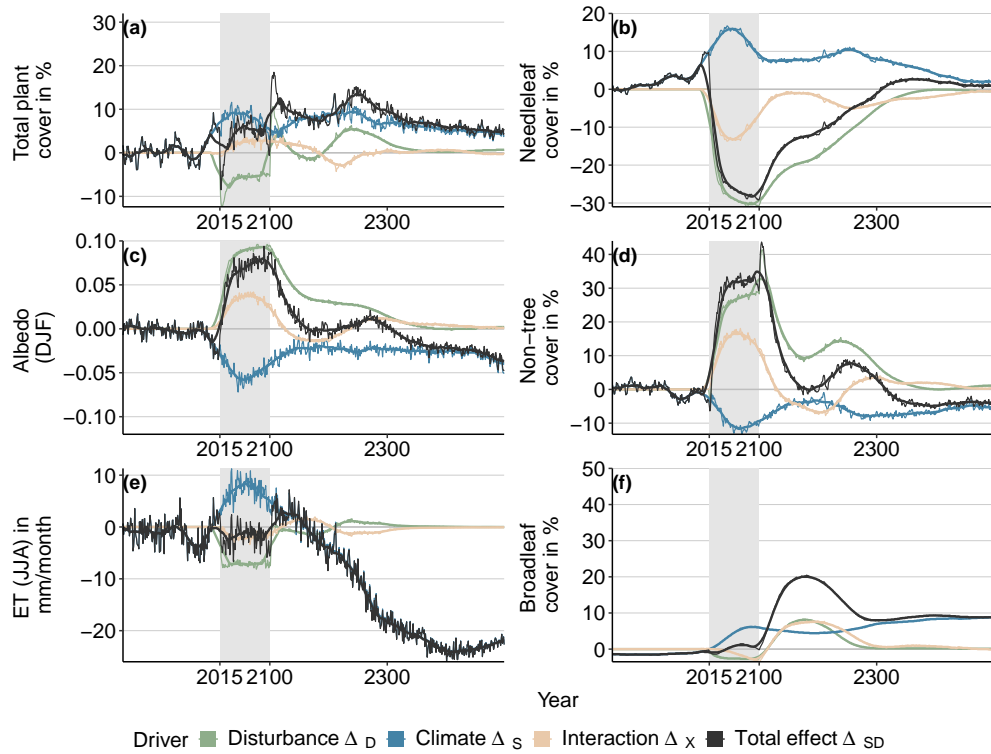 (a)
Total plant
cover in %
30
20
10
0
−10
2015 2100 2300
(b)
Needleleaf
cover in %
20
10
0
−10
−20
−30
2015 2100 2300
(c)
Albedo
(DJF)
0.10
0.05
0.00
−0.05
−0.10
2015 2100 2300
(d)
Non−tree
cover in %
40
30
20
10
0
−10
2015 2100 2300
(e)
ET (JJA) in
mm/month
10
0
−10
−20
2015 2100 2300
(f)
Broadleaf
cover in %
50
40
30
20
10
0
2015 2100 2300
Year
Driver Disturbance Δ D Climate Δ S Interaction Δ X Total effect Δ SD